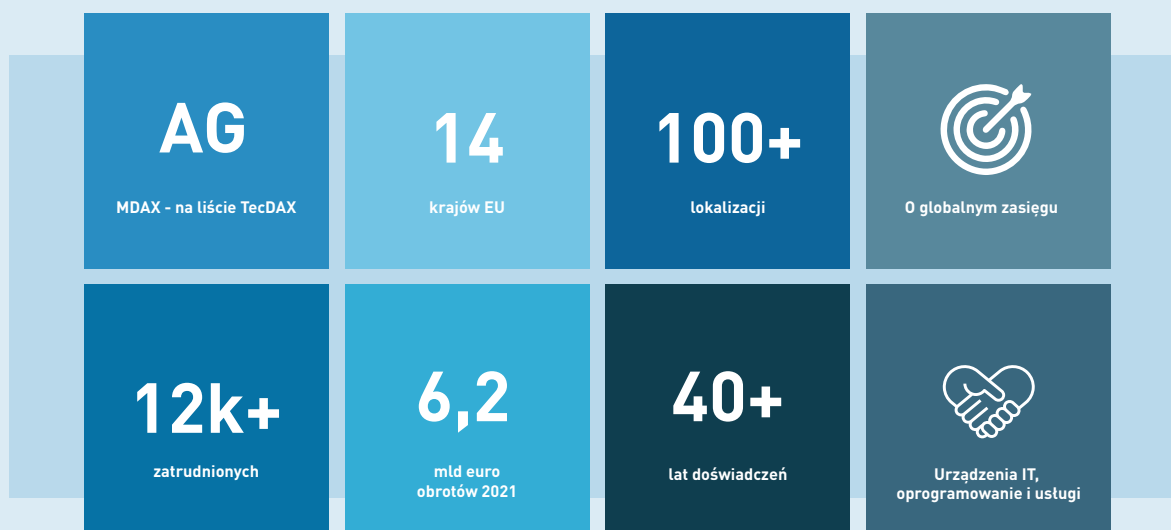 AG
MDAX - na liście TecDAX
14
krajów EU
100+
lokalizacji
O globalnym zasięgu
12k+
zatrudnionych
6,2
mld euro
obrotów 2021
40+
lat doświadczeń
Urządzenia IT,
oprogramowanie i usługi